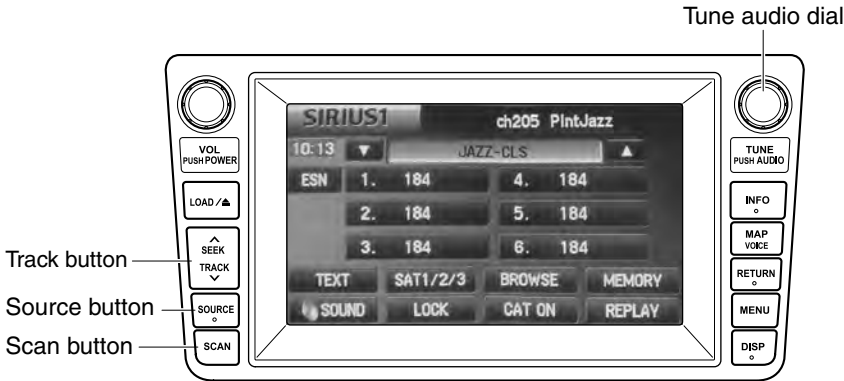 Tune audio dial
VOL
PUSH POWER
LOAD /
SEEK
TRACK
SOURCE
SCAN
Track button
Source button
Scan button
SIRIUS1 ch205 PintJazz
10:13 JAZZ-CLS
ESN 1. 184 4. 184
2. 184 5. 184
3. 184 6. 184
TEXT SAT1/2/3 BROWSE MEMORY
SOUND LOCK CAT ON REPLAY
TUNE
PUSH AUDIO
INFO
MAP
VOICE
RETURN
MENU
DISP